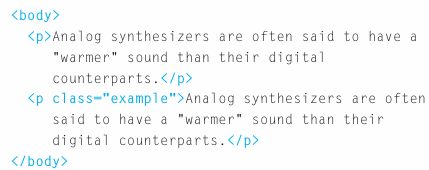 <body>
<p>Analog synthesizers are often said to have a
"warmer" sound than their digital
counterparts.</p>
<p class="example">Analog synthesizers are often
said to have a "warmer" sound than their
digital counterparts.</p>
</body>